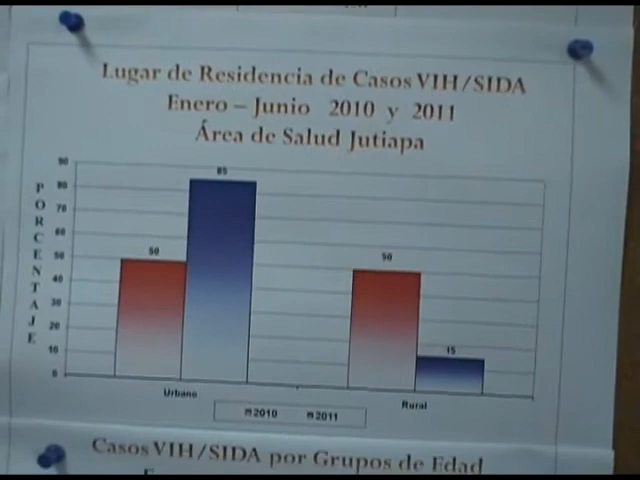 Lugar de Residencia de Casos VIH/SIDA
Enero – Junio 2010 y 2011
Área de Salud Jutiapa
PORCENTAJE
90
80
70
60
50
40
30
20
10
0
50
85
50
15
Urbano
Rural
2010 2011
Casos VIH/SIDA por Grupos de Edad